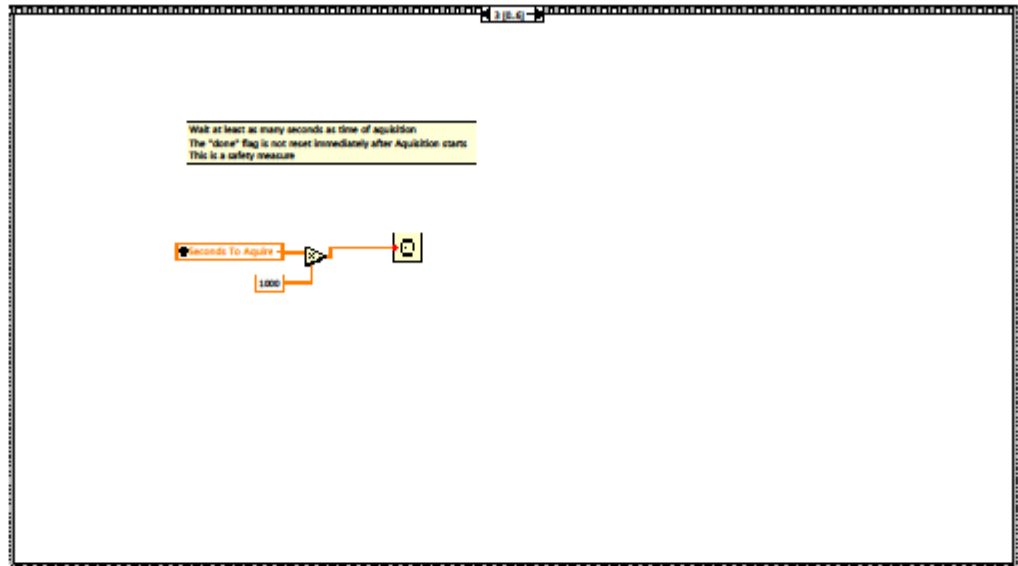 3 [0..6]
Wait at least as many seconds as time of aquisition
The "done" flag is not reset immediately after Aquisition starts
This is a safety measure
Seconds To Aquire
1000